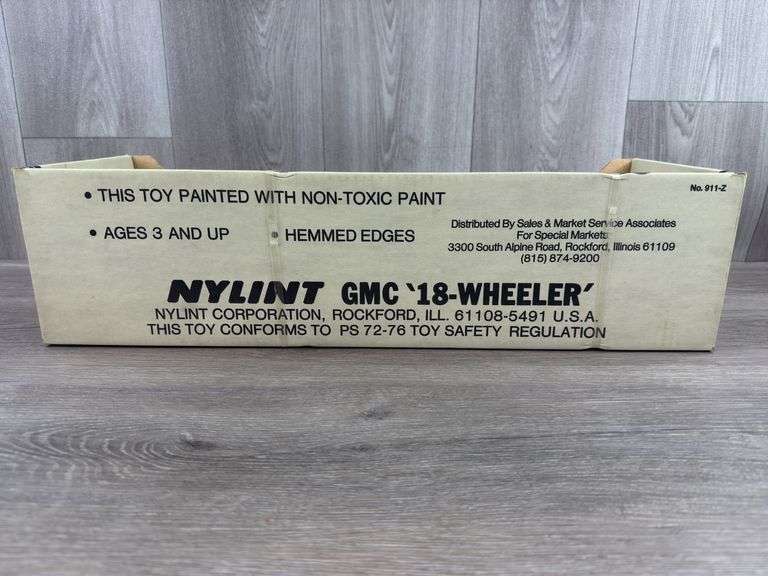 No. 911-Z
• THIS TOY PAINTED WITH NON-TOXIC PAINT
• AGES 3 AND UP • HEMMED EDGES
Distributed By Sales & Market Service Associates
For Special Markets
3300 South Alpine Road, Rockford, Illinois 61109
(815) 874-9200
NYLINT GMC '18-WHEELER'
NYLINT CORPORATION, ROCKFORD, ILL. 61108-5491 U.S.A.
THIS TOY CONFORMS TO PS 72-76 TOY SAFETY REGULATION